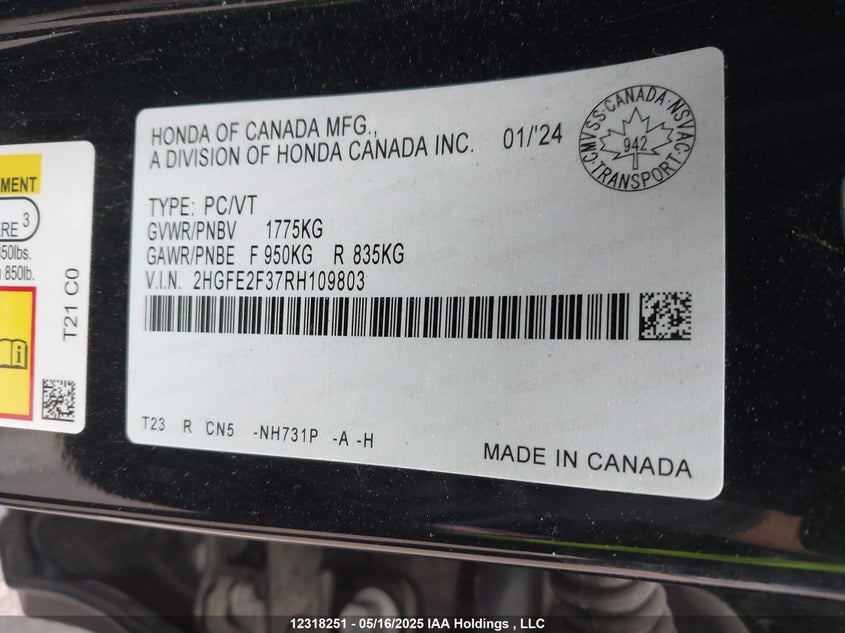 HONDA OF CANADA MFG.,
A DIVISION OF HONDA CANADA INC. 01/'24
CMVSS·CANADA·NSVAC·TRANSPORT·
942
TYPE: PC/VT
GVWR/PNBV 1775KG
GAWR/PNBE F 950KG R 835KG
V.I.N. 2HGFE2F37RH109803
T23 R CN5 -NH731P -A -H
MADE IN CANADA
3
850lb.
T21 C0
12318251 - 05/16/2025 IAA Holdings , LLC